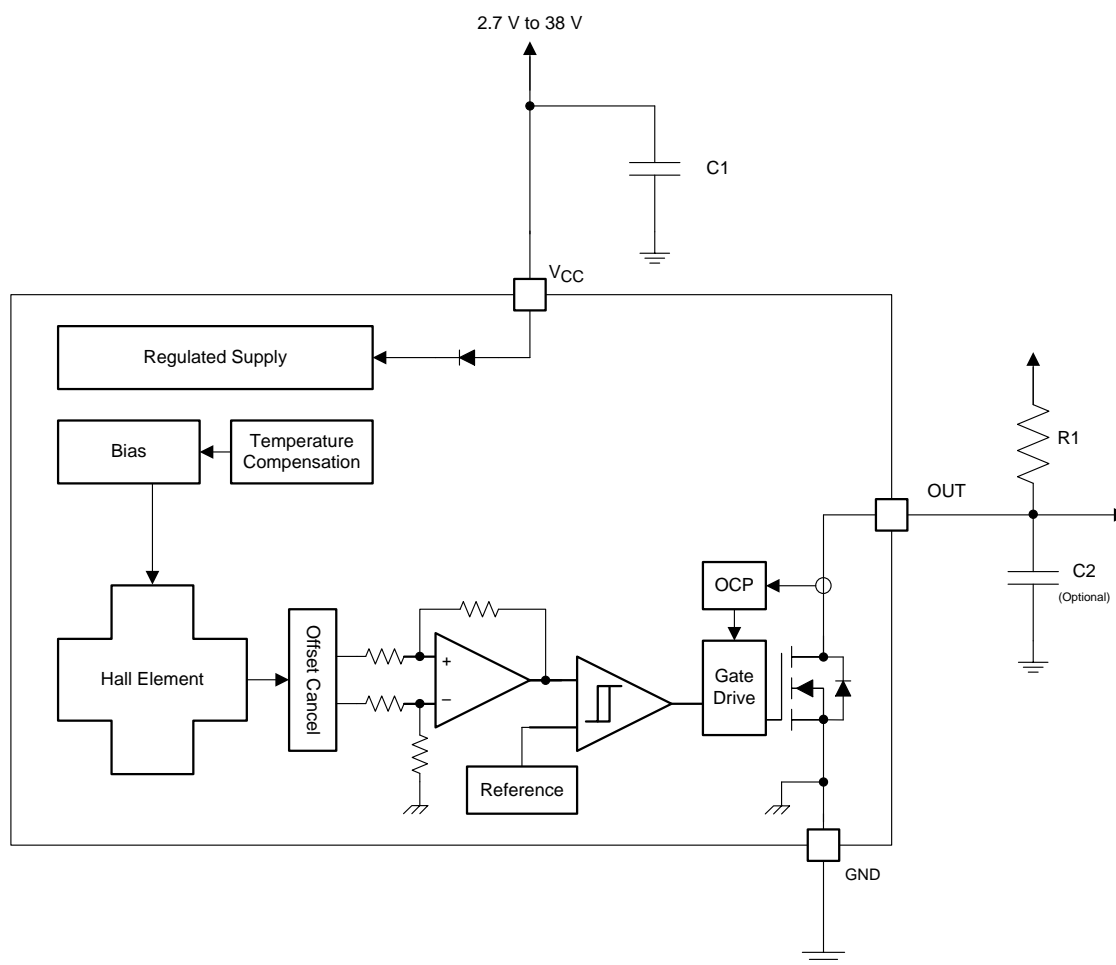 2.7 V to 38 V
C1
VCC
Regulated Supply
Bias
Temperature
Compensation
R1
OUT
OCP
C2
(Optional)
Hall Element
Offset Cancel
+
–
Gate
Drive
Reference
GND